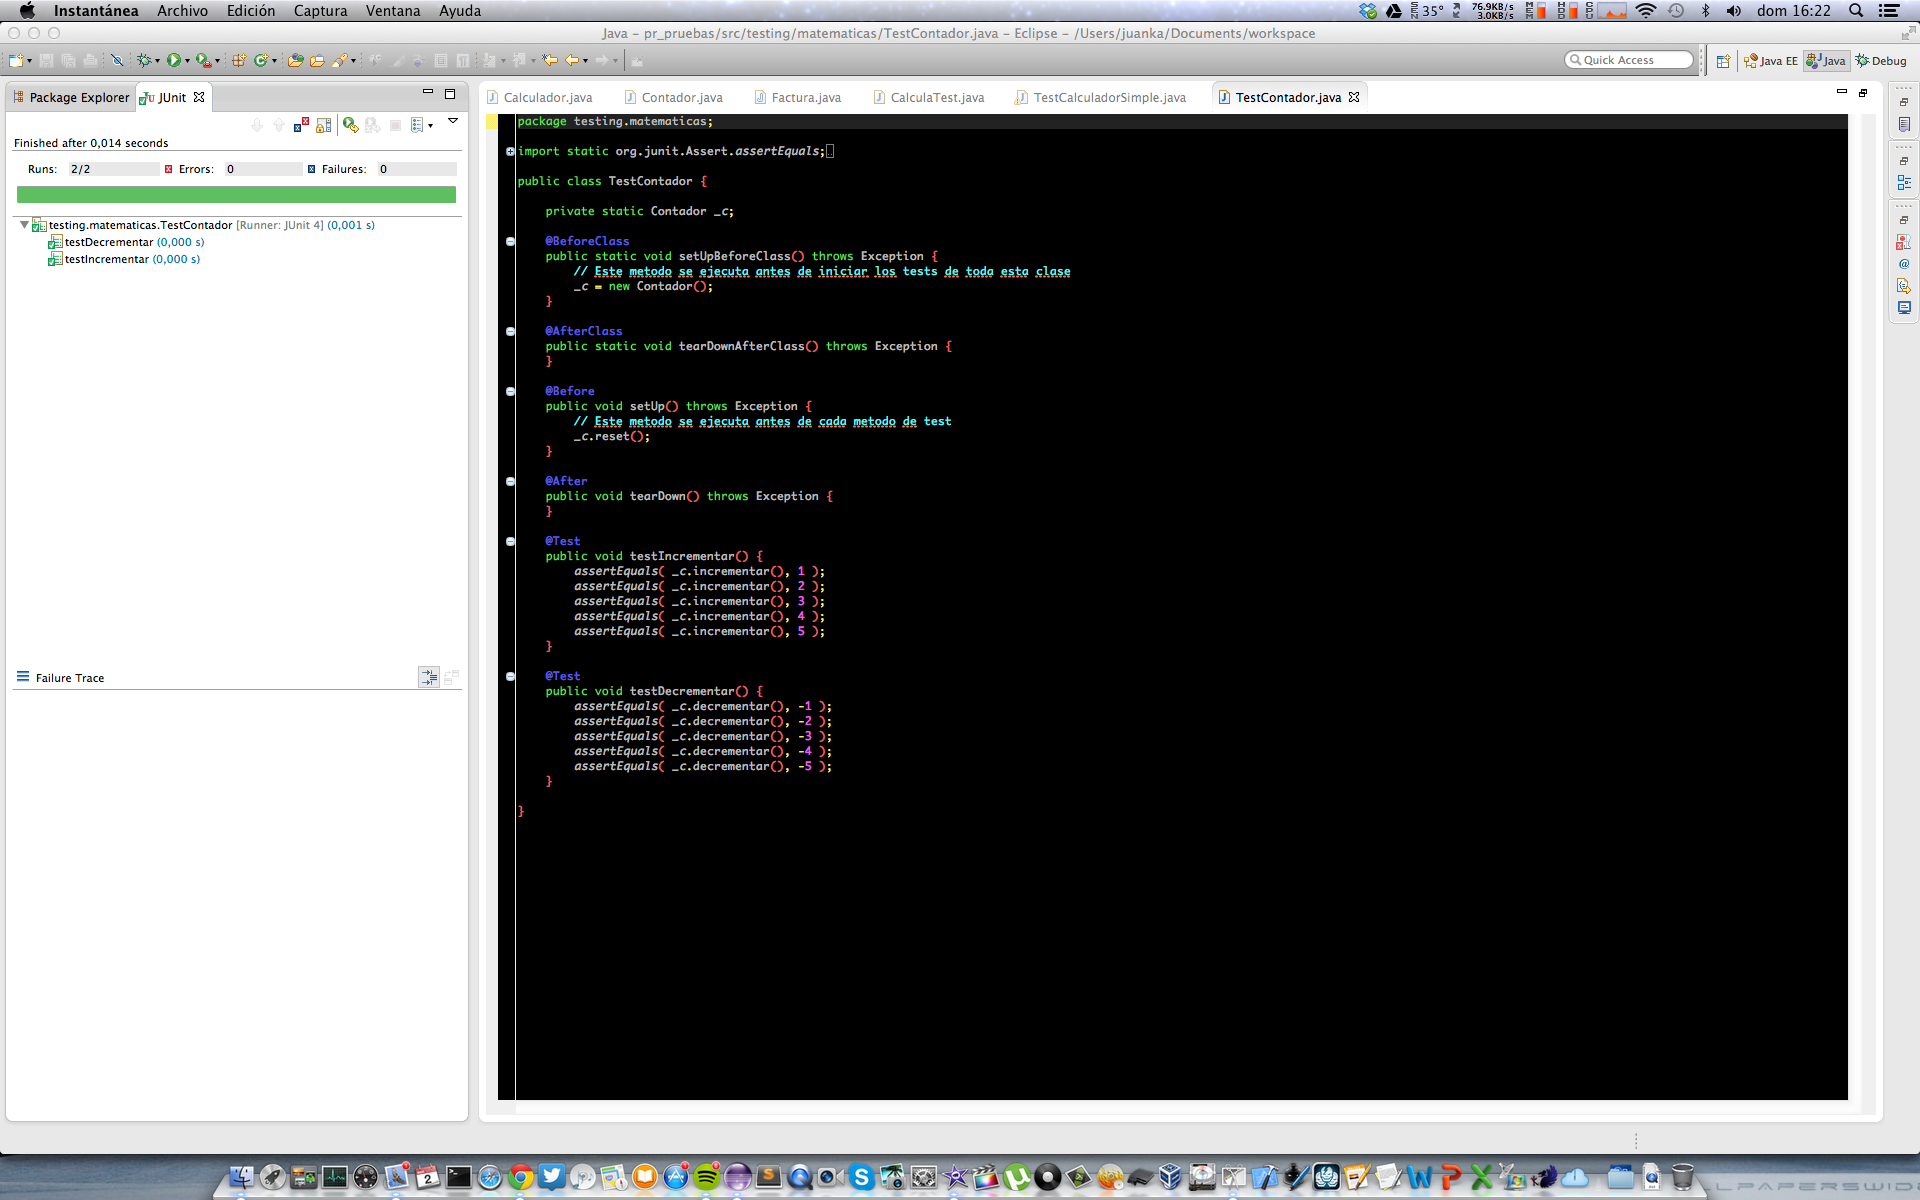 Instantánea Archivo Edición Captura Ventana Ayuda
35° 76.9KB/s 3.0KB/s dom 16:22
Java – pr_pruebas/src/testing/matematicas/TestContador.java – Eclipse – /Users/juanka/Documents/workspace
Quick Access Java EE Java Debug
Package Explorer JUnit
Calculador.java Contador.java Factura.java CalculaTest.java TestCalculadorSimple.java TestContador.java
Finished after 0,014 seconds
Runs: 2/2 Errors: 0 Failures: 0
testing.matematicas.TestContador [Runner: JUnit 4] (0,001 s)
testDecrementar (0,000 s)
testIncrementar (0,000 s)
Failure Trace
package testing.matematicas;
import static org.junit.Assert.assertEquals;
public class TestContador {
private static Contador _c;
@BeforeClass
public static void setUpBeforeClass() throws Exception {
// Este metodo se ejecuta antes de iniciar los tests de toda esta clase
_c = new Contador();
}
@AfterClass
public static void tearDownAfterClass() throws Exception {
}
@Before
public void setUp() throws Exception {
// Este metodo se ejecuta antes de cada metodo de test
_c.reset();
}
@After
public void tearDown() throws Exception {
}
@Test
public void testIncrementar() {
assertEquals( _c.incrementar(), 1 );
assertEquals( _c.incrementar(), 2 );
assertEquals( _c.incrementar(), 3 );
assertEquals( _c.incrementar(), 4 );
assertEquals( _c.incrementar(), 5 );
}
@Test
public void testDecrementar() {
assertEquals( _c.decrementar(), -1 );
assertEquals( _c.decrementar(), -2 );
assertEquals( _c.decrementar(), -3 );
assertEquals( _c.decrementar(), -4 );
assertEquals( _c.decrementar(), -5 );
}
}